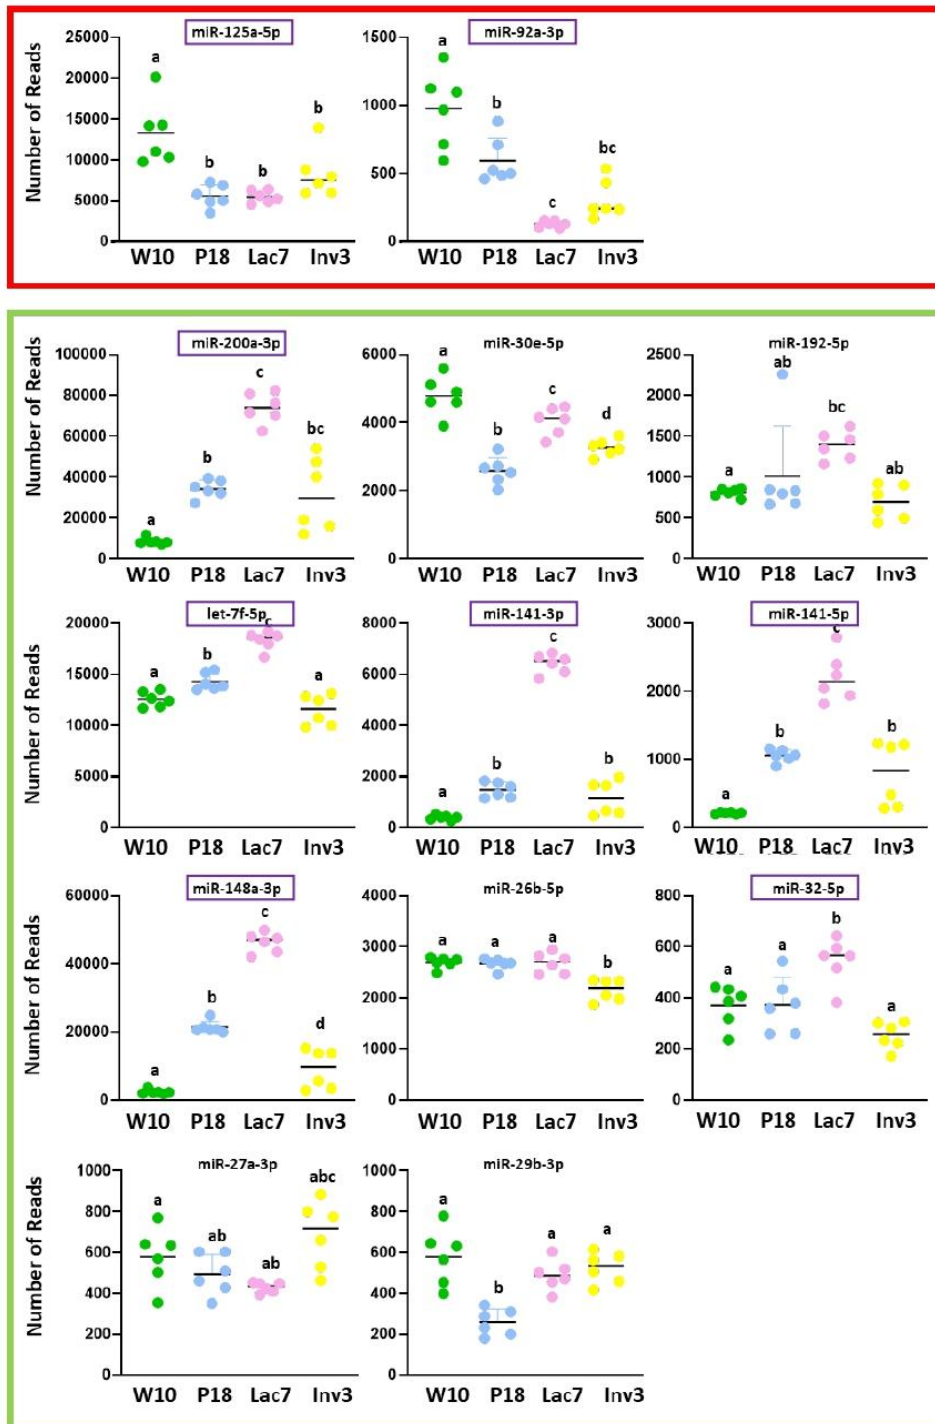 miR-125a-5p miR-92a-3p
Number of Reads
25000
20000
15000
10000
5000
0
a b b b
W10 P18 Lac7 Inv3
1500
1000
500
0
a b c bc
W10 P18 Lac7 Inv3
miR-200a-3p miR-30e-5p miR-192-5p
Number of Reads
100000
80000
60000
40000
20000
0
a b c bc
W10 P18 Lac7 Inv3
6000
4000
2000
0
a b c d
W10 P18 Lac7 Inv3
2500
2000
1500
1000
500
0
a ab bc ab
W10 P18 Lac7 Inv3
let-7f-5p miR-141-3p miR-141-5p
Number of Reads
20000
15000
10000
5000
0
a b c a
W10 P18 Lac7 Inv3
8000
6000
4000
2000
0
a b c b
W10 P18 Lac7 Inv3
3000
2000
1000
0
a b c b
W10 P18 Lac7 Inv3
miR-148a-3p miR-26b-5p miR-32-5p
Number of Reads
60000
40000
20000
0
a b c d
W10 P18 Lac7 Inv3
4000
3000
2000
1000
0
a a a b
W10 P18 Lac7 Inv3
800
600
400
200
0
a a b a
W10 P18 Lac7 Inv3
miR-27a-3p miR-29b-3p
Number of Reads
1000
800
600
400
200
0
a ab ab abc
W10 P18 Lac7 Inv3
1000
800
600
400
200
0
a b a a
W10 P18 Lac7 Inv3